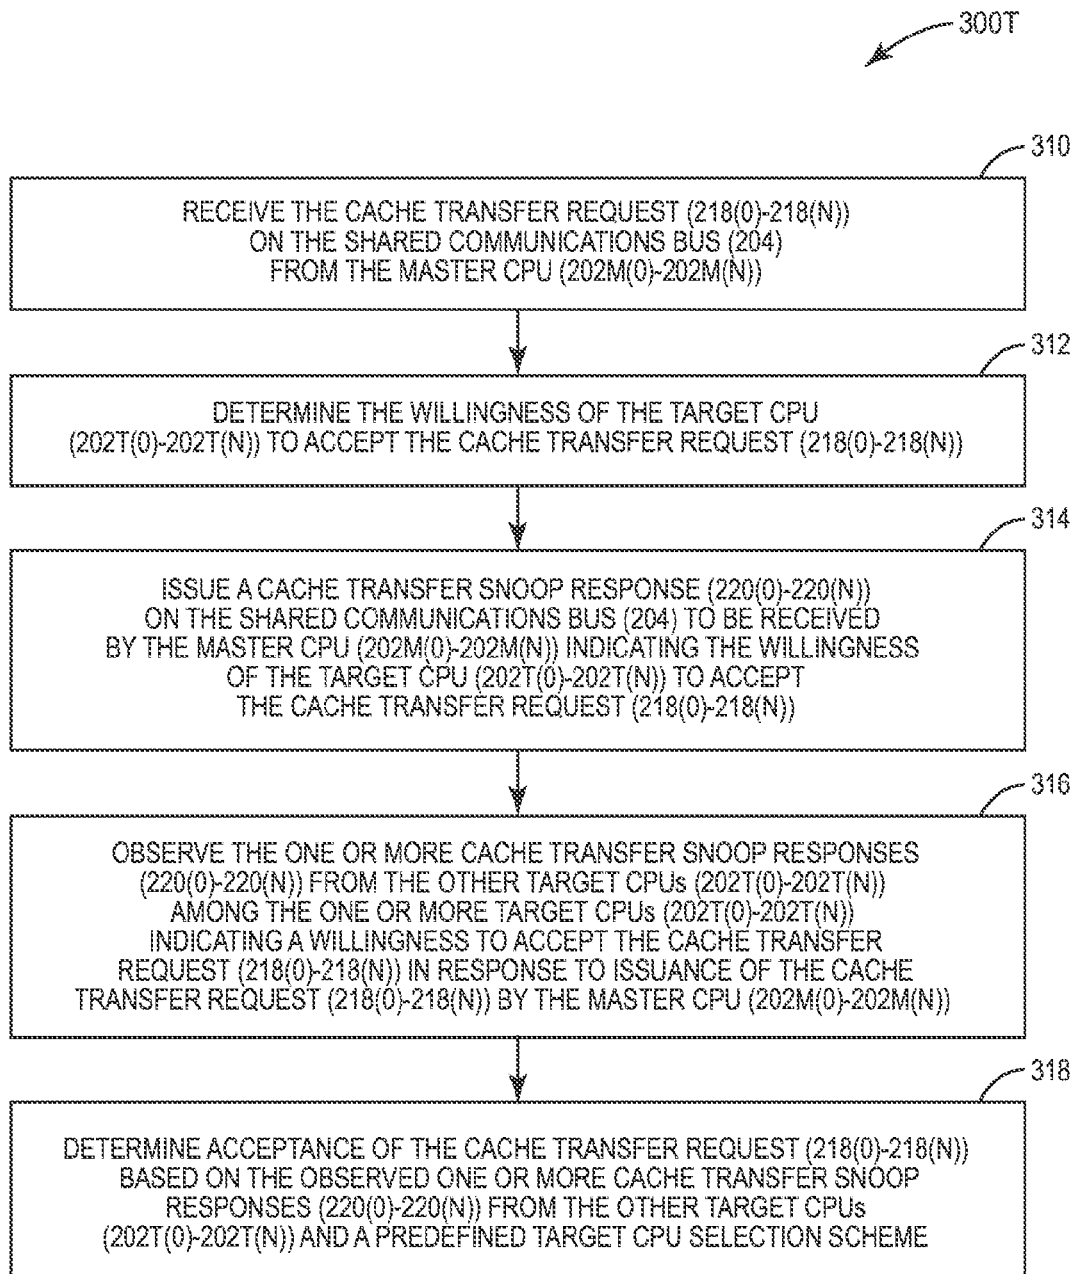 300T
310
RECEIVE THE CACHE TRANSFER REQUEST (218(0)-218(N))
ON THE SHARED COMMUNICATIONS BUS (204)
FROM THE MASTER CPU (202M(0)-202M(N))
312
DETERMINE THE WILLINGNESS OF THE TARGET CPU
(202T(0)-202T(N)) TO ACCEPT THE CACHE TRANSFER REQUEST (218(0)-218(N))
314
ISSUE A CACHE TRANSFER SNOOP RESPONSE (220(0)-220(N))
ON THE SHARED COMMUNICATIONS BUS (204) TO BE RECEIVED
BY THE MASTER CPU (202M(0)-202M(N)) INDICATING THE WILLINGNESS
OF THE TARGET CPU (202T(0)-202T(N)) TO ACCEPT
THE CACHE TRANSFER REQUEST (218(0)-218(N))
316
OBSERVE THE ONE OR MORE CACHE TRANSFER SNOOP RESPONSES
(220(0)-220(N)) FROM THE OTHER TARGET CPUs (202T(0)-202T(N))
AMONG THE ONE OR MORE TARGET CPUs (202T(0)-202T(N))
INDICATING A WILLINGNESS TO ACCEPT THE CACHE TRANSFER
REQUEST (218(0)-218(N)) IN RESPONSE TO ISSUANCE OF THE CACHE
TRANSFER REQUEST (218(0)-218(N)) BY THE MASTER CPU (202M(0)-202M(N))
318
DETERMINE ACCEPTANCE OF THE CACHE TRANSFER REQUEST (218(0)-218(N))
BASED ON THE OBSERVED ONE OR MORE CACHE TRANSFER SNOOP
RESPONSES (220(0)-220(N)) FROM THE OTHER TARGET CPUs
(202T(0)-202T(N)) AND A PREDEFINED TARGET CPU SELECTION SCHEME